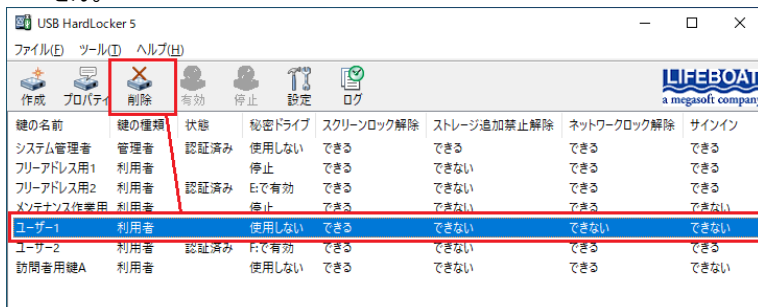 せん。
USB HardLocker 5
ファイル(F) ツール(T) ヘルプ(H)
作成 プロパティ 削除 有効 停止 設定 ログ
LIFEBOAT
a megasoft company
鍵の名前 鍵の種類 状態 秘密ドライブ スクリーンロック解除 ストレージ追加禁止解除 ネットワークロック解除 サインイン
システム管理者 管理者 認証済み 使用しない できる できる できる できる
フリーアドレス用1 利用者 停止 できる できない できる できる
フリーアドレス用2 利用者 認証済み E:で有効 できる できない できる できる
メンテナンス作業用 利用者 停止 できる できない できる できない
ユーザー1 利用者 使用しない できる できない できない できない
ユーザー2 利用者 認証済み F:で有効 できる できない できる できる
訪問者用鍵A 利用者 使用しない できる できない できる できない